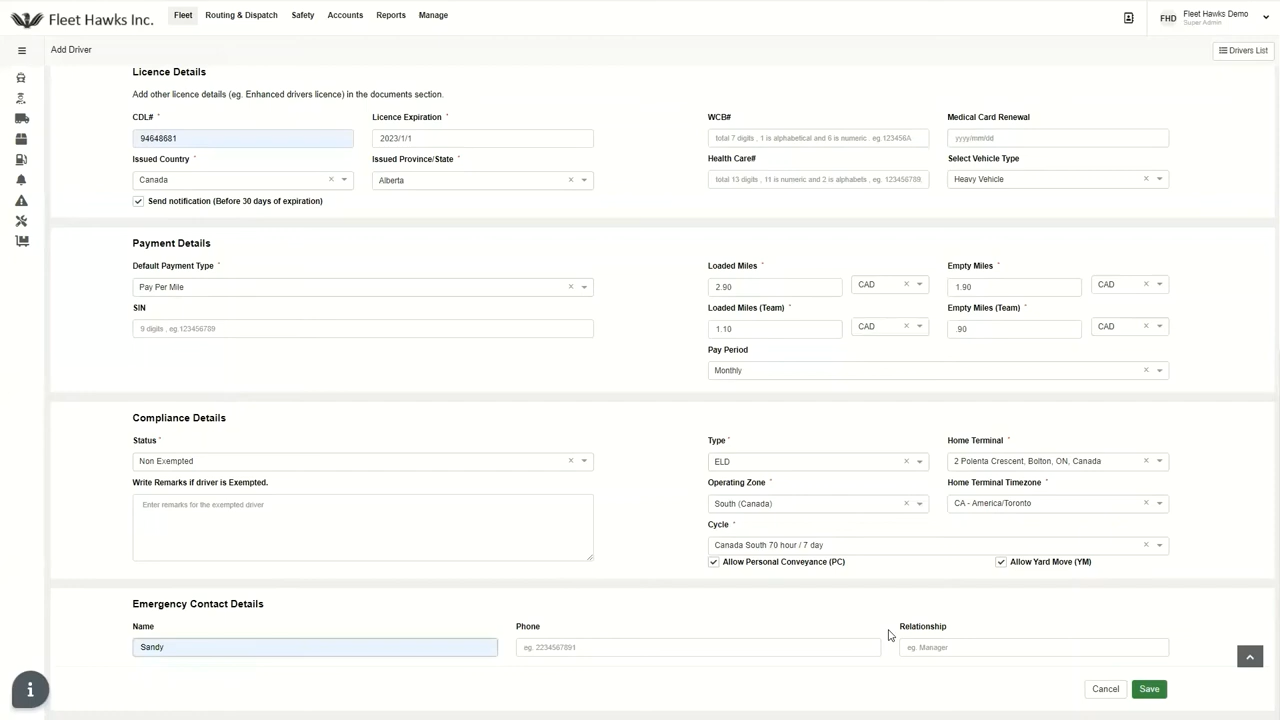 Fleet Hawks Inc.
Fleet
Routing & Dispatch
Safety
Accounts
Reports
Manage
FHD
Fleet Hawks Demo
Super Admin
Add Driver
Drivers List
Licence Details
Add other licence details (eg. Enhanced drivers licence) in the documents section.
CDL# *
94648681
Licence Expiration *
2023/1/1
WCB#
total 7 digits , 1 is alphabetical and 6 is numeric . eg.123456A
Medical Card Renewal
yyyy/mm/dd
Issued Country *
Canada
Issued Province/State *
Alberta
Health Care#
total 13 digits , 11 is numeric and 2 is alphabets , eg. 123456789
Select Vehicle Type
Heavy Vehicle
Send notification (Before 30 days of expiration)
Payment Details
Default Payment Type *
Pay Per Mile
Loaded Miles *
2.90
CAD
Empty Miles *
1.90
CAD
SIN
9 digits , eg.123456789
Loaded Miles (Team) *
1.10
CAD
Empty Miles (Team) *
.90
CAD
Pay Period
Monthly
Compliance Details
Status *
Non Exempted
Type *
ELD
Home Terminal *
2 Polenta Crescent, Bolton, ON, Canada
Write Remarks if driver is Exempted.
Enter remarks for the exempted driver
Operating Zone *
South (Canada)
Home Terminal Timezone *
CA - America/Toronto
Cycle *
Canada South 70 hour / 7 day
Allow Personal Conveyance (PC)
Allow Yard Move (YM)
Emergency Contact Details
Name
Sandy
Phone
eg. 2234567891
Relationship
eg. Manager
Cancel
Save